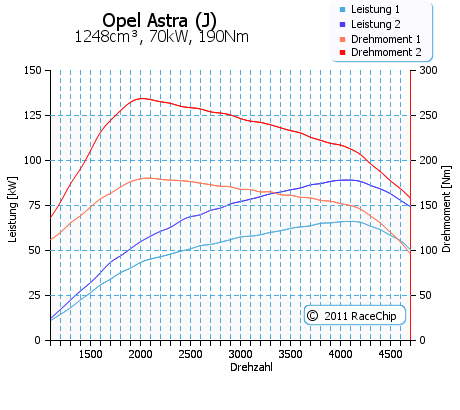 Opel Astra (J)
1248cm³, 70kW, 190Nm
Leistung 1
Leistung 2
Drehmoment 1
Drehmoment 2
150
125
100
75
50
25
0
Leistung [kW]
300
250
200
150
100
50
0
Drehmoment [Nm]
© 2011 RaceChip
1500 2000 2500 3000 3500 4000 4500
Drehzahl